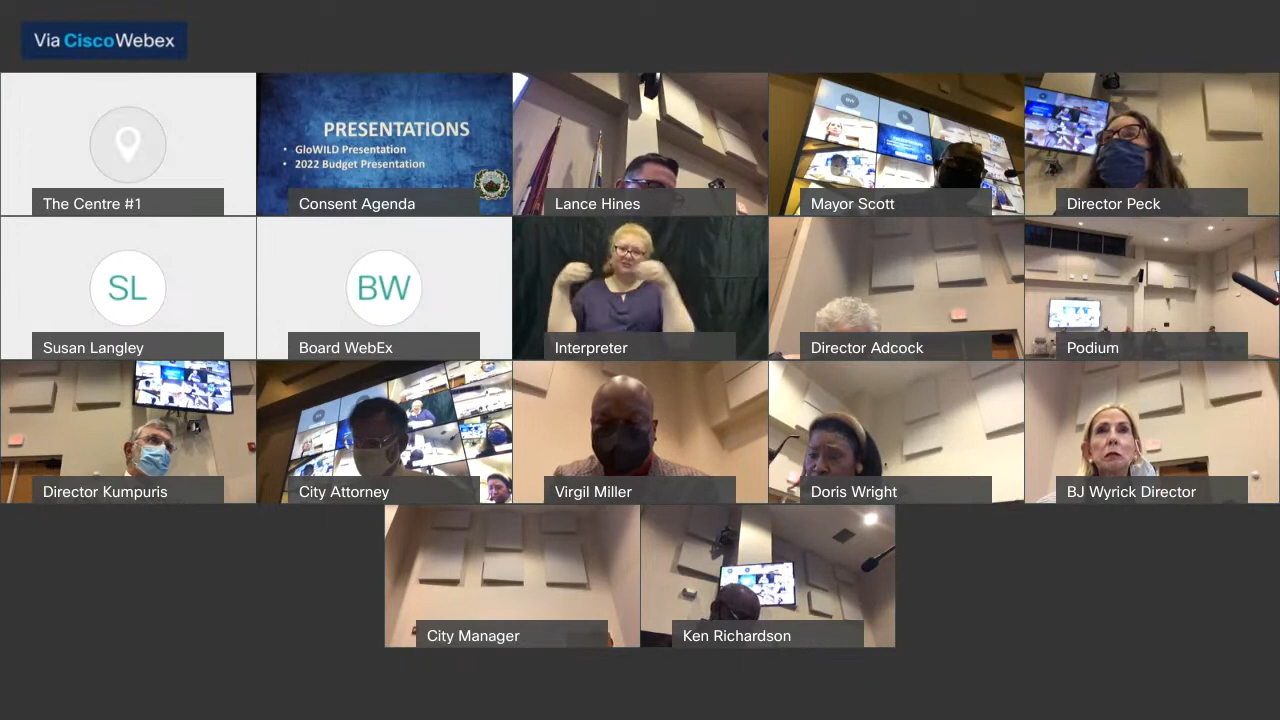 Via Cisco Webex
PRESENTATIONS
• GloWILD Presentation
• 2022 Budget Presentation
The Centre #1
Consent Agenda
Lance Hines
Mayor Scott
Director Peck
SL
BW
Susan Langley
Board WebEx
Interpreter
Director Adcock
Podium
Director Kumpuris
City Attorney
Virgil Miller
Doris Wright
BJ Wyrick Director
City Manager
Ken Richardson